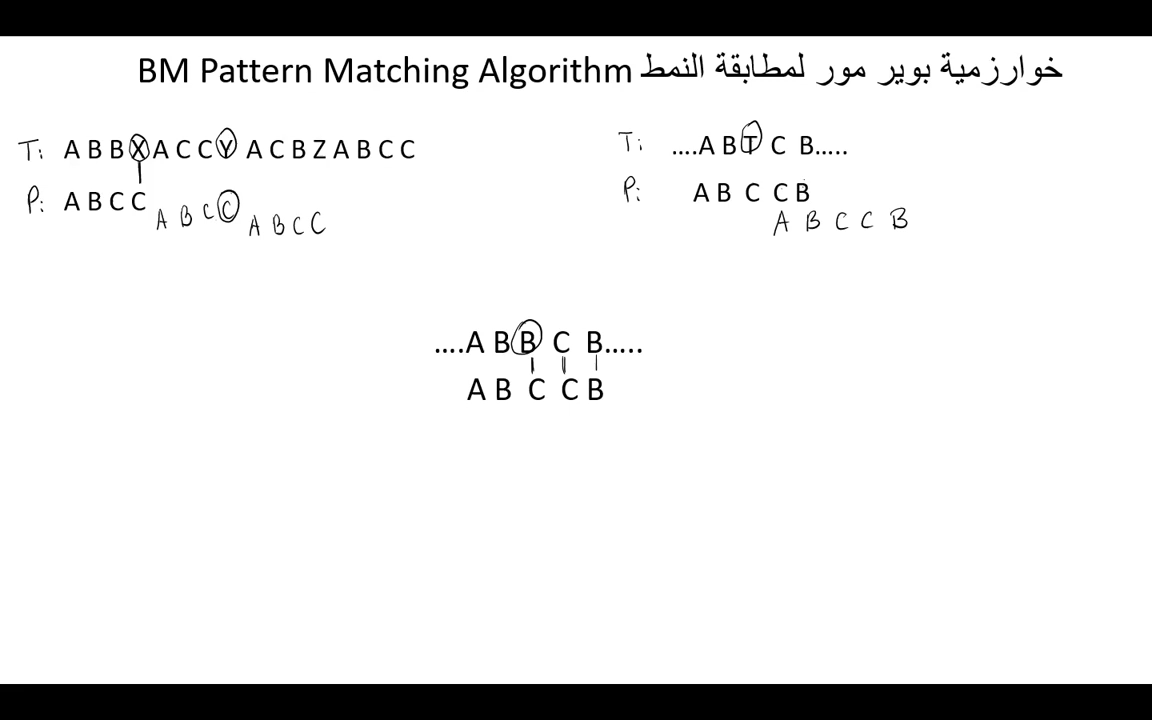 BM Pattern Matching Algorithm خوارزمية بوير مور لمطابقة النمط
T: A B B X A C C Y A C B Z A B C C
P: A B C C
A B C C
A B C C
T: ....A B T C B.....
P: A B C C B
A B C C B
....A B B C B.....
A B C C B